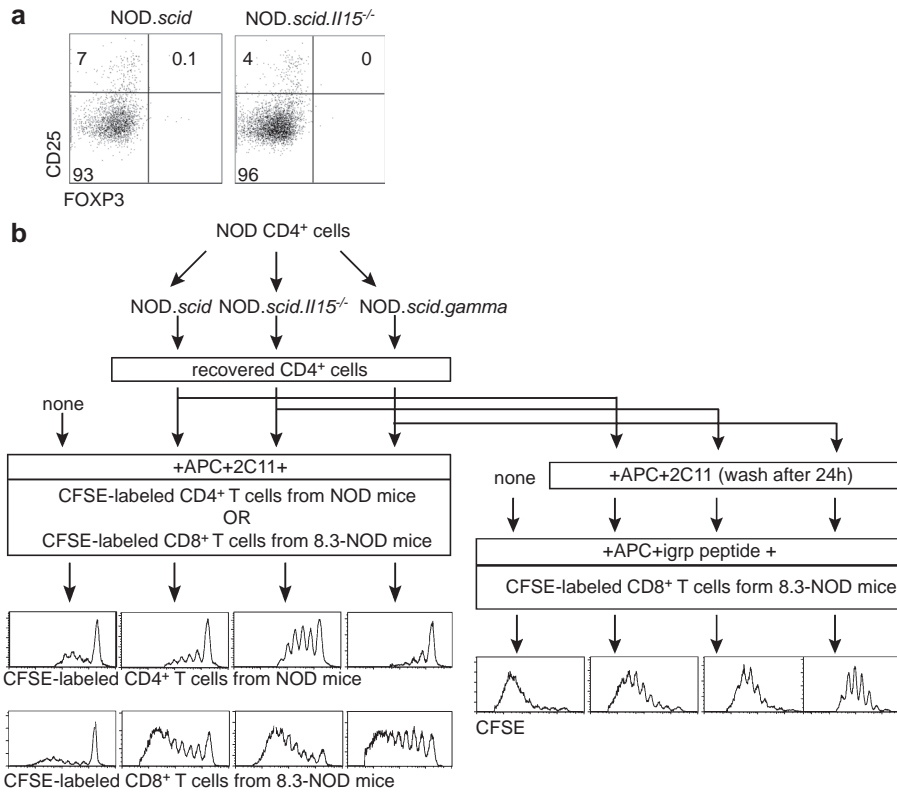 a
NOD.scid
NOD.scid.Il15-/-
7
0.1
4
0
CD25
93
96
FOXP3
b
NOD CD4+ cells
NOD.scid NOD.scid.Il15-/- NOD.scid.gamma
recovered CD4+ cells
none
+APC+2C11+
CFSE-labeled CD4+ T cells from NOD mice
OR
CFSE-labeled CD8+ T cells from 8.3-NOD mice
none
+APC+2C11 (wash after 24h)
+APC+igrp peptide +
CFSE-labeled CD8+ T cells form 8.3-NOD mice
CFSE-labeled CD4+ T cells from NOD mice
CFSE
CFSE-labeled CD8+ T cells from 8.3-NOD mice